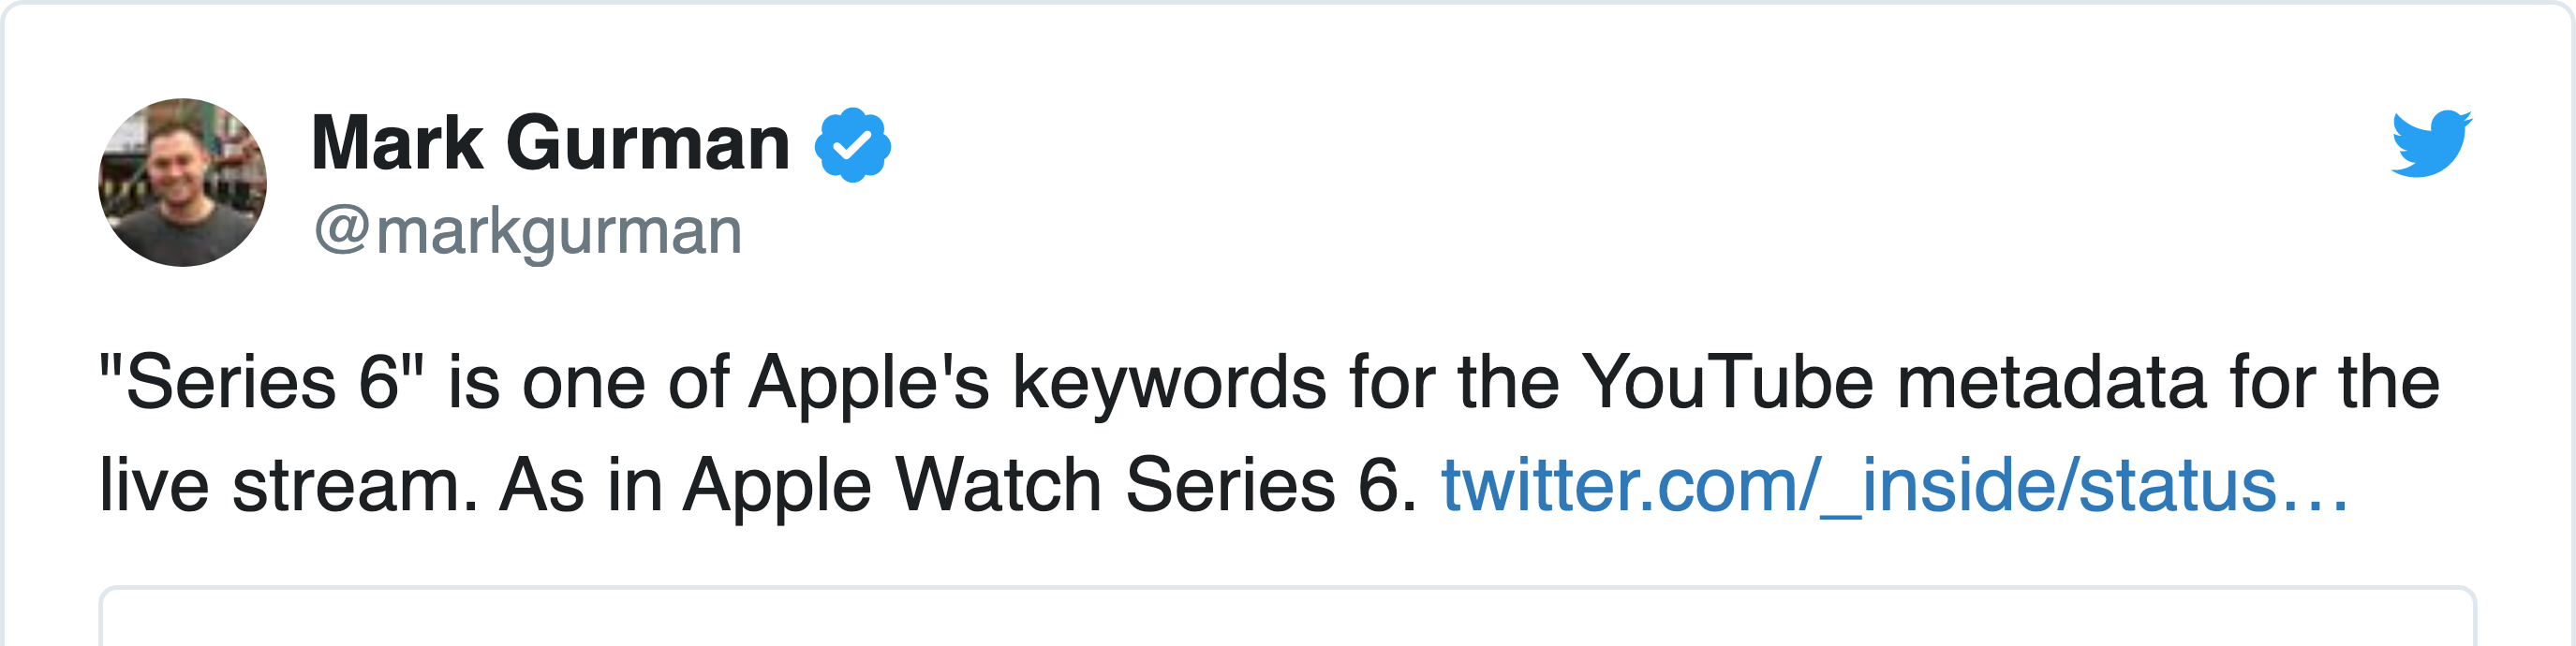 Mark Gurman
@markgurman
"Series 6" is one of Apple's keywords for the YouTube metadata for the
live stream. As in Apple Watch Series 6. twitter.com/_inside/status…